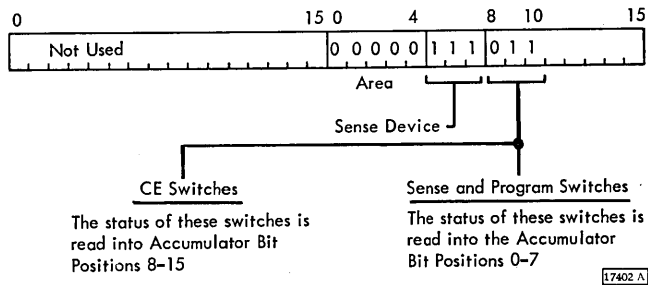 0 15 0 4 8 10 15
Not Used 0 0 0 0 0 1 1 1 0 1 1
Area
Sense Device
CE Switches Sense and Program Switches
The status of these switches is
read into Accumulator Bit
Positions 8-15
The status of these switches is
read into the Accumulator
Bit Positions 0-7
17402 A